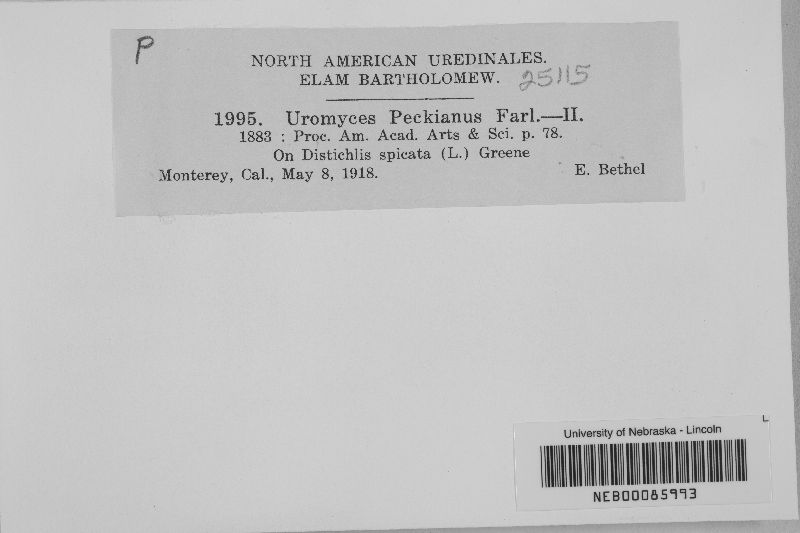 P
NORTH AMERICAN UREDINALES.
ELAM BARTHOLOMEW. 25115
1995. Uromyces Peckianus Farl.—II.
1883 : Proc. Am. Acad. Arts & Sci. p. 78.
On Distichlis spicata (L.) Greene
Monterey, Cal., May 8, 1918. E. Bethel
L
University of Nebraska - Lincoln
NEB00085993